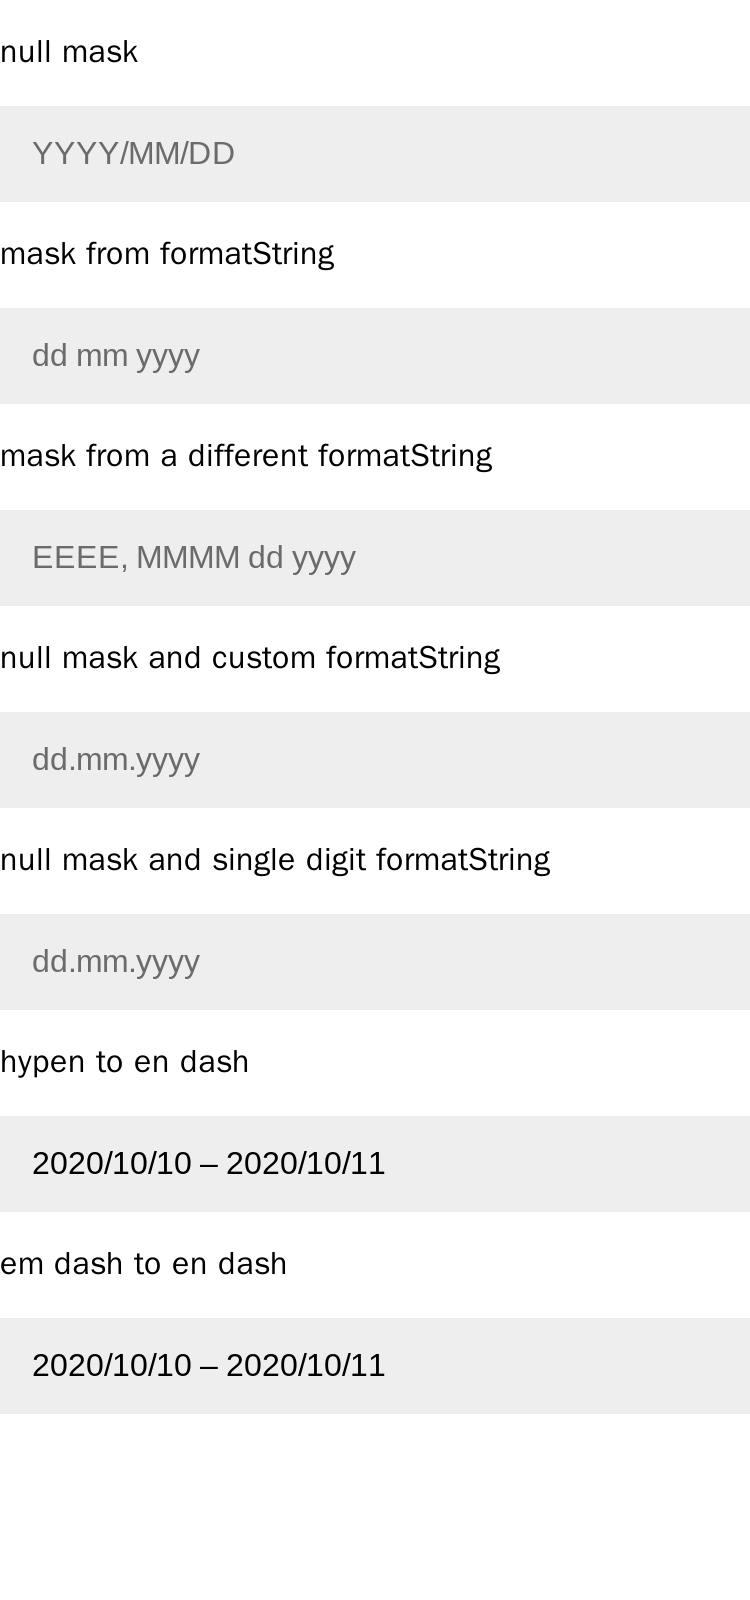 null mask
YYYY/MM/DD
mask from formatString
dd mm yyyy
mask from a different formatString
EEEE, MMMM dd yyyy
null mask and custom formatString
dd.mm.yyyy
null mask and single digit formatString
dd.mm.yyyy
hypen to en dash
2020/10/10 – 2020/10/11
em dash to en dash
2020/10/10 – 2020/10/11